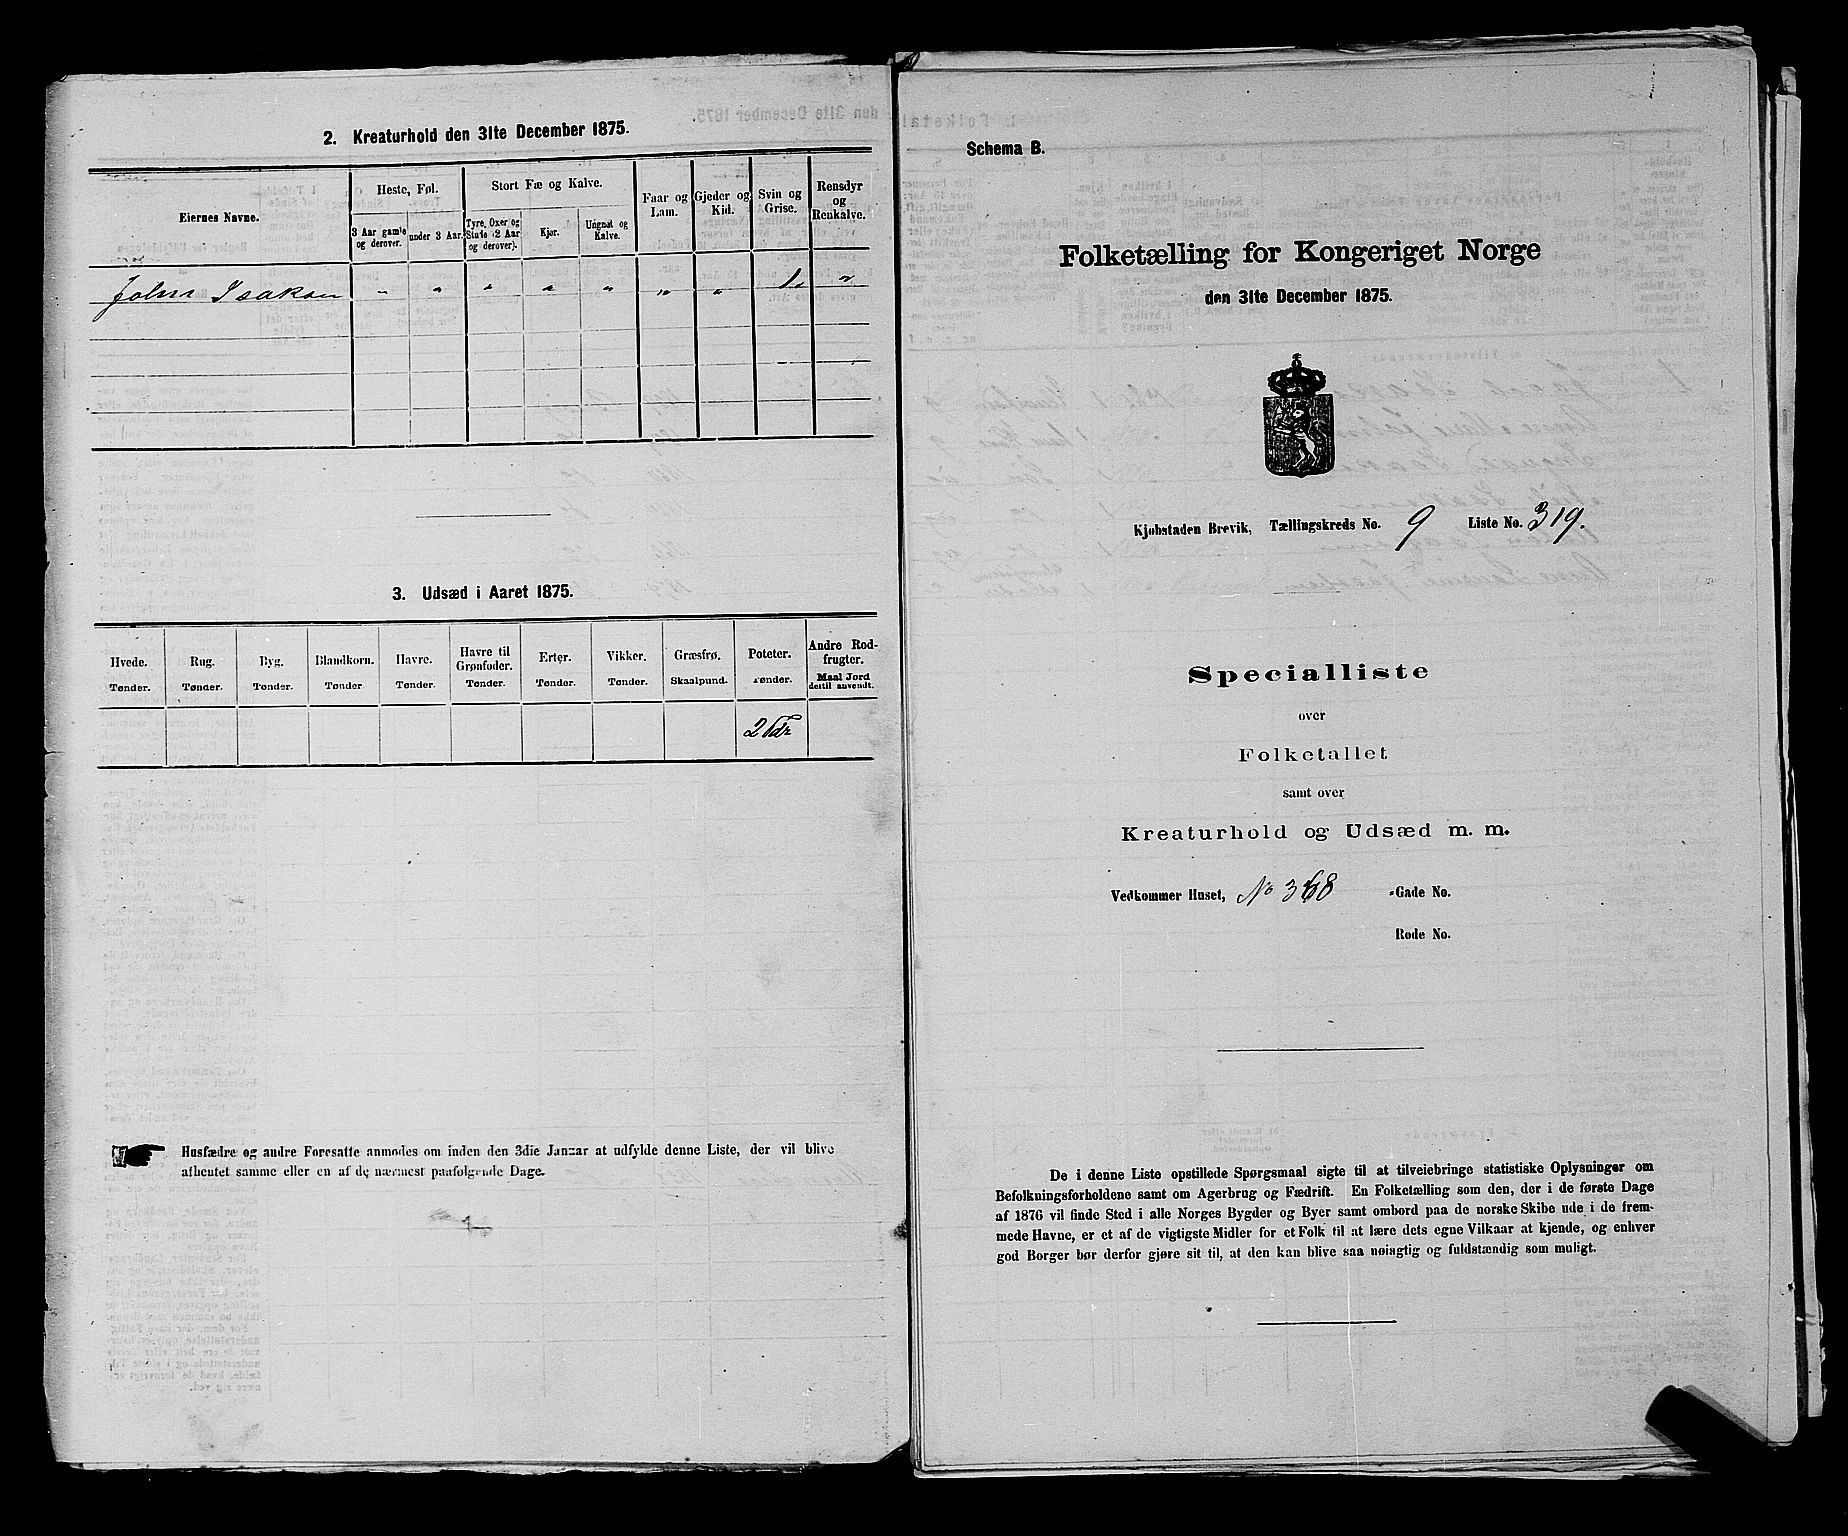 2. Kreaturhold den 31te December 1875.
Eiernes Navne.
Heste, Føl.
Stort Fæ og Kalve.
Faar og Lam.
Gjeder og Kid.
Svin og Grise.
Rensdyr og Renkalve.
3 Aar gamle og derover.
under 3 Aar.
Tyre, Oxer og Stude (2 Aar og derover).
Kjør.
Ungnøt og Kalve.
John Isaksen " " " " " " " 1. "
3. Udsæd i Aaret 1875.
Hvede. Rug. Byg. Blandkorn. Havre. Havre til Grønfoder. Erter. Vikker. Græsfrø. Poteter. Andre Rodfrugter.
Tønder. Tønder. Tønder. Tønder. Tønder. Tønder. Tønder. Tønder. Skaalpund. Tønder. Maal Jord dertil anvendt.
2 Tdr
Husfædre og andre Foresatte anmodes om inden den 3die Januar at udfylde denne Liste, der vil blive
afhentet samme eller en af de nærmest paafølgende Dage.
Schema B.
Folketælling for Kongeriget Norge
den 31te December 1875.
Kjøbstaden Brevik, Tællingskreds No. 9 Liste No. 319.
Specialliste
over
Folketallet
samt over
Kreaturhold og Udsæd m. m.
Vedkommer Huset, No 368 -Gade No.
Rode No.
De i denne Liste opstillede Spørgsmaal sigte til at tilveiebringe statistiske Oplysninger om
Befolkningsforholdene samt om Agerbrug og Fædrift. En Folketælling som den, der i de første Dage
af 1876 vil finde Sted i alle Norges Bygder og Byer samt ombord paa de norske Skibe ude i de frem-
mede Havne, er et af de vigtigste Midler for et Folk til at lære dets egne Vilkaar at kjende, og enhver
god Borger bør derfor gjøre sit til, at den kan blive saa nøiagtig og fuldstændig som muligt.